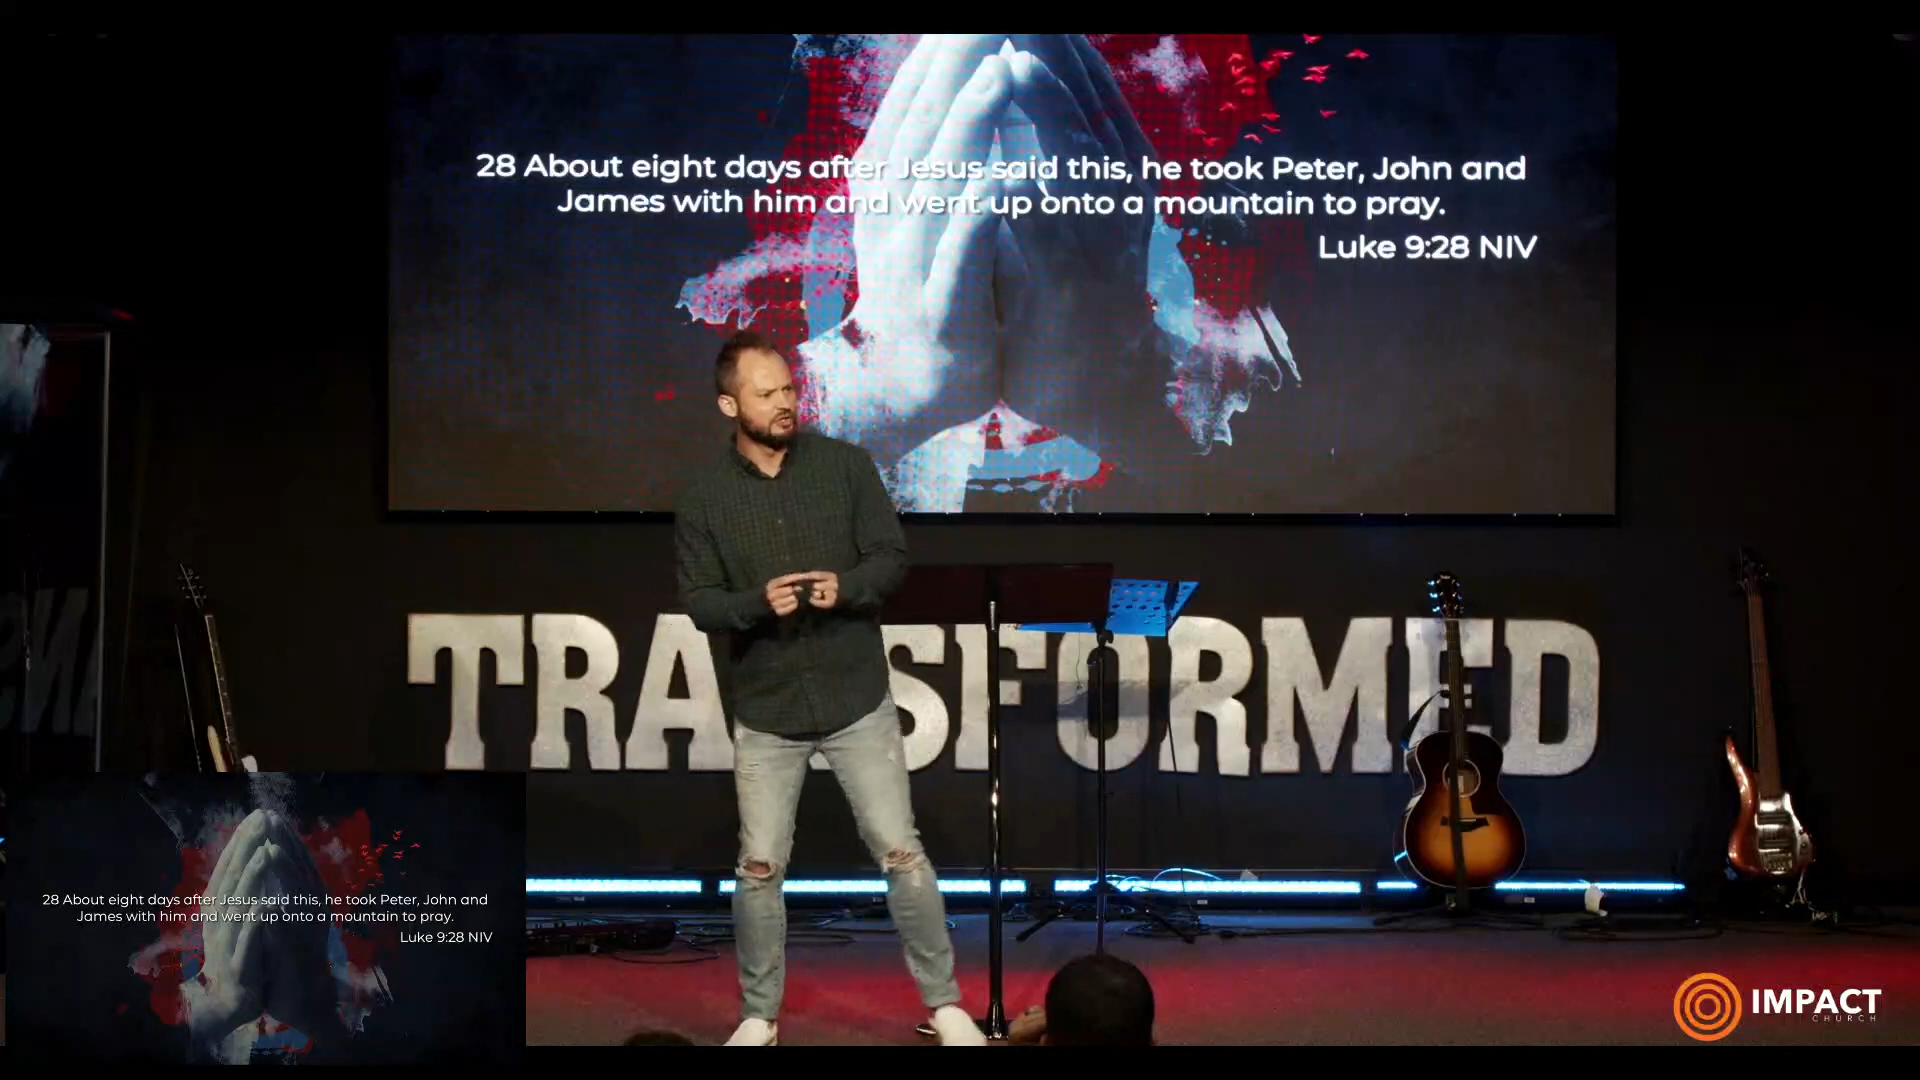 28 About eight days after Jesus said this, he took Peter, John and
James with him and went up onto a mountain to pray.
Luke 9:28 NIV
TRANSFORMED
28 About eight days after Jesus said this, he took Peter, John and
James with him and went up onto a mountain to pray.
Luke 9:28 NIV
IMPACT
CHURCH